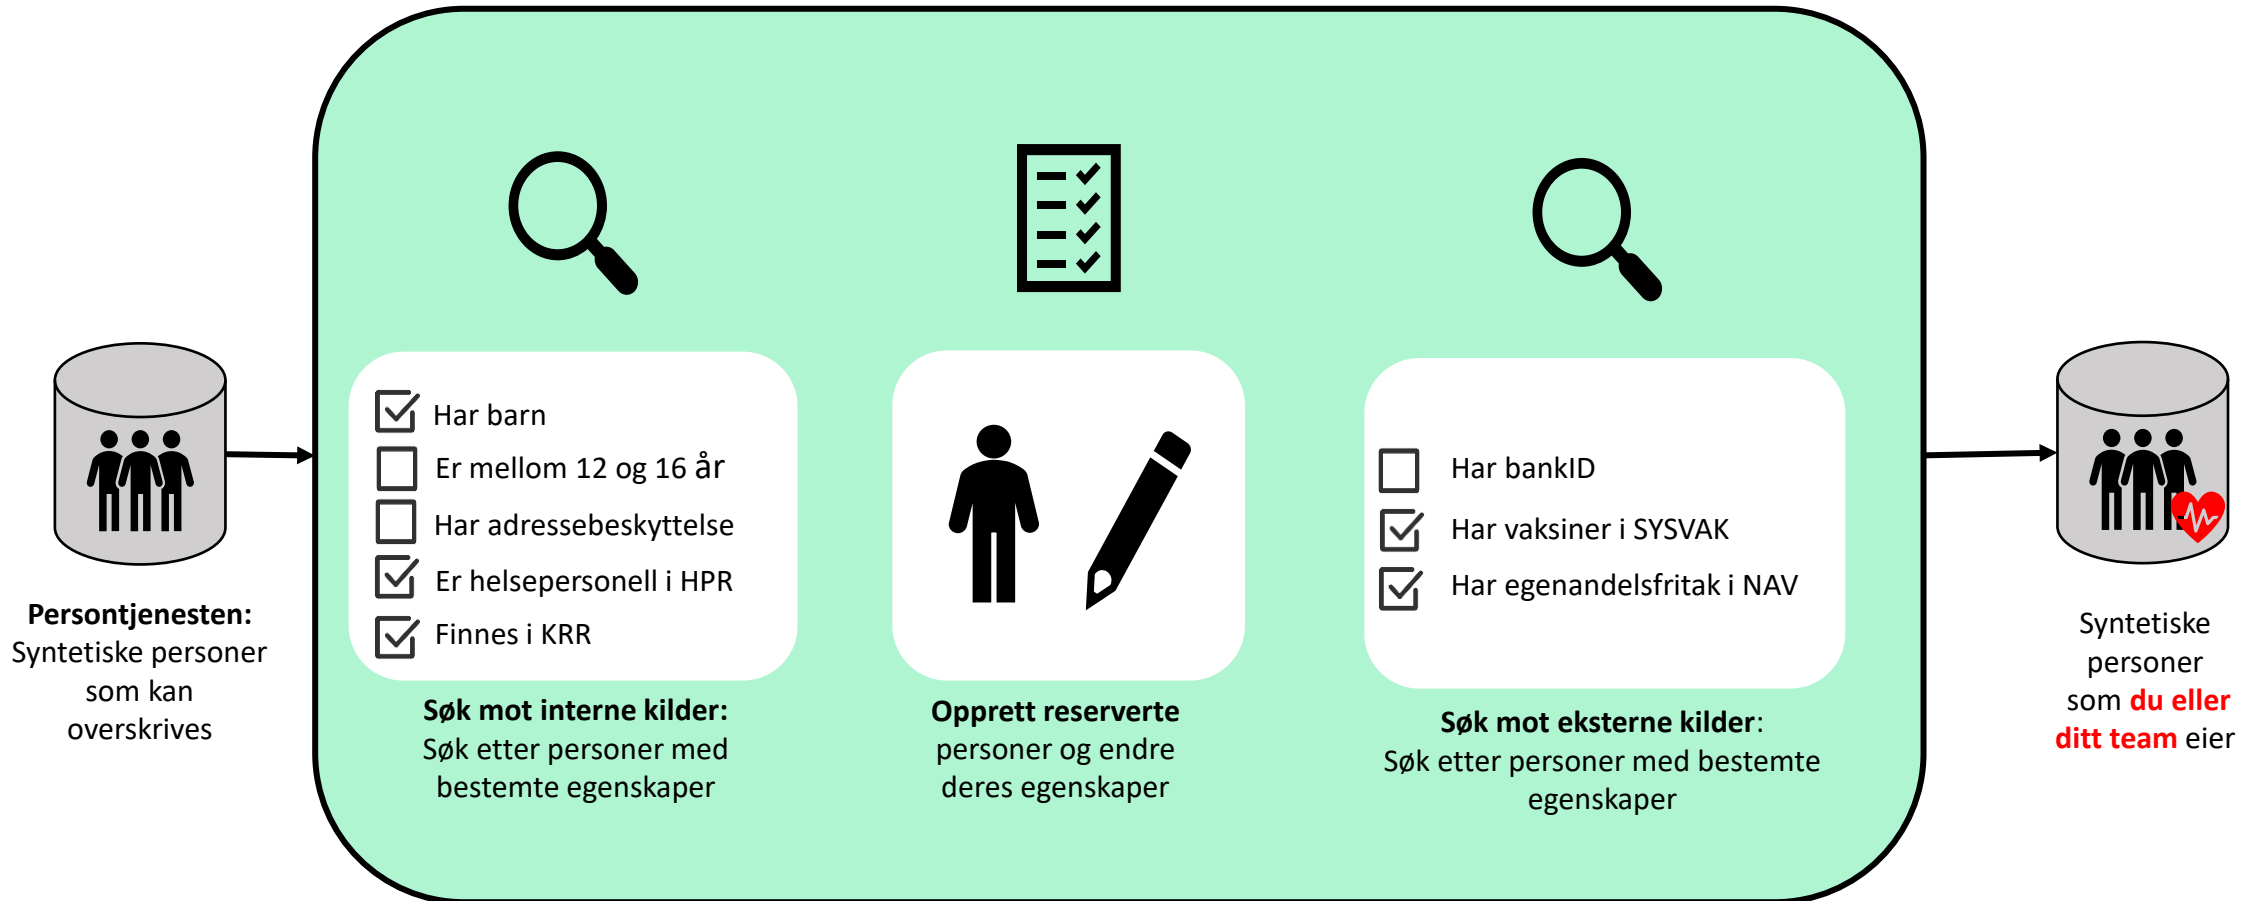 Persontjenesten:
Syntetiske personer
som kan
overskrives
Har barn
Er mellom 12 og 16 år
Har adressebeskyttelse
Er helsepersonell i HPR
Finnes i KRR
Søk mot interne kilder:
Søk etter personer med
bestemte egenskaper
Opprett reserverte
personer og endre
deres egenskaper
Har bankID
Har vaksiner i SYSVAK
Har egenandelsfritak i NAV
Søk mot eksterne kilder:
Søk etter personer med bestemte
egenskaper
Syntetiske
personer
som du eller
ditt team eier